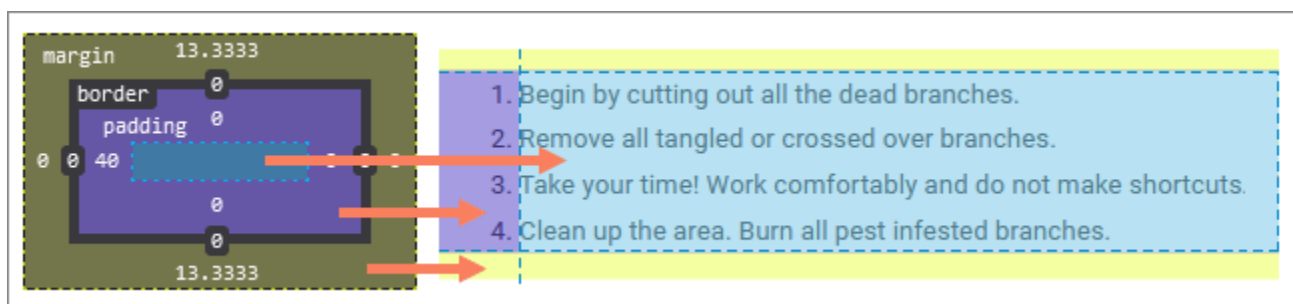 margin 13.3333
border 0
padding 0
0 0 40
0
0
13.3333
1. Begin by cutting out all the dead branches.
2. Remove all tangled or crossed over branches.
3. Take your time! Work comfortably and do not make shortcuts.
4. Clean up the area. Burn all pest infested branches.